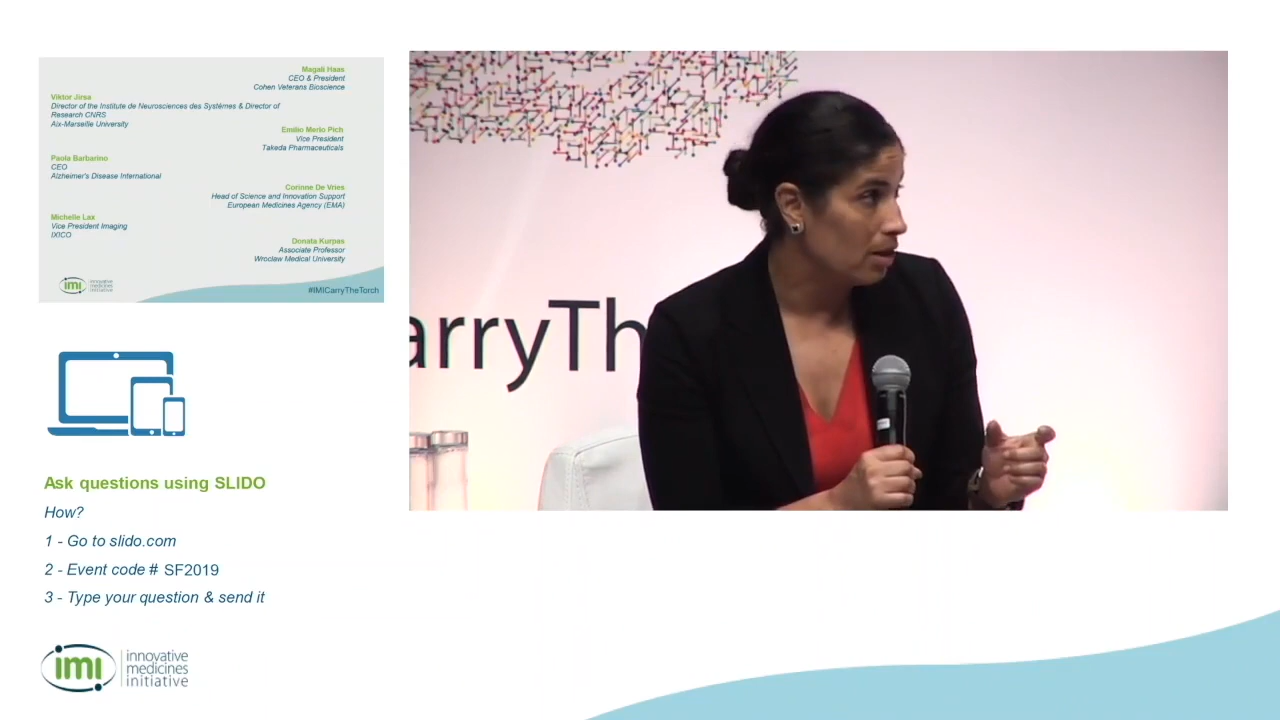 Magali Haas
CEO & President
Cohen Veterans Bioscience
Viktor Jirsa
Director of the Institute de Neurosciences des Systèmes & Director of
Research CNRS
Aix-Marseille University
Emilio Merlo Pich
Vice President
Takeda Pharmaceuticals
Paola Barbarino
CEO
Alzheimer's Disease International
Corinne De Vries
Head of Science and Innovation Support
European Medicines Agency (EMA)
Michelle Lax
Vice President Imaging
IXICO
Donata Kurpas
Associate Professor
Wroclaw Medical University
imi
innovative
medicines
initiative
#IMICarryTheTorch
arryTh
Ask questions using SLIDO
How?
1 - Go to slido.com
2 - Event code # SF2019
3 - Type your question & send it
imi
innovative
medicines
initiative